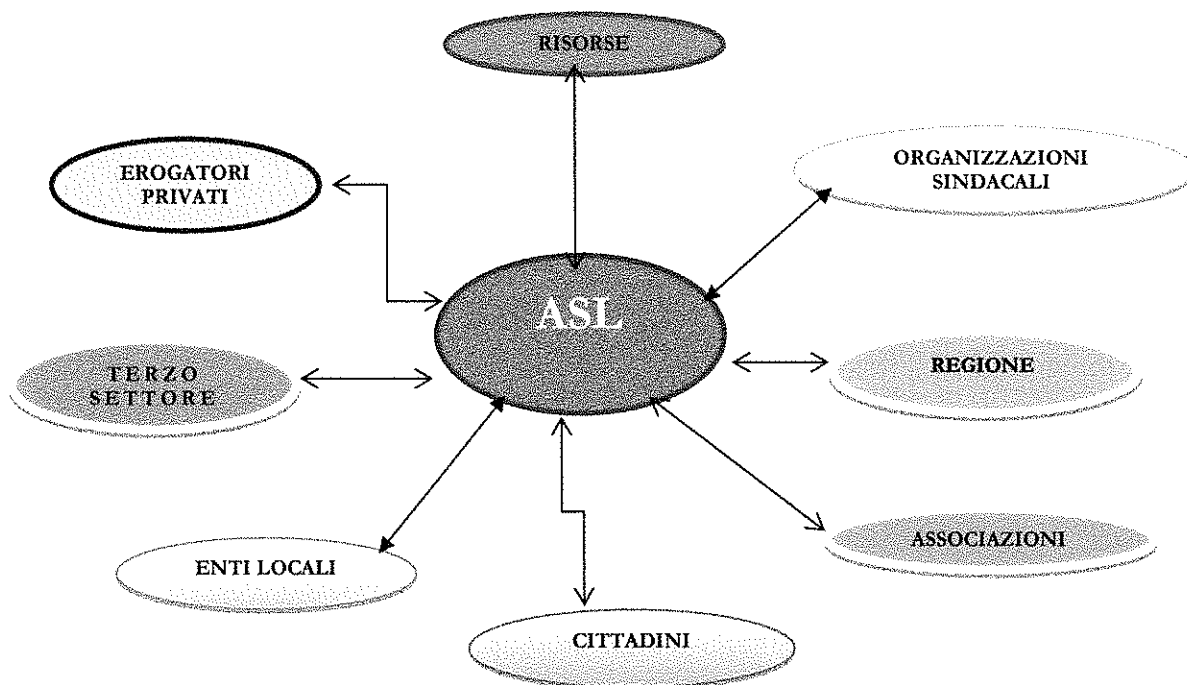 RISORSE
EROGATORI
PRIVATI
ORGANIZZAZIONI
SINDACALI
ASL
TERZO
SETTORE
REGIONE
ENTI LOCALI
ASSOCIAZIONI
CITTADINI